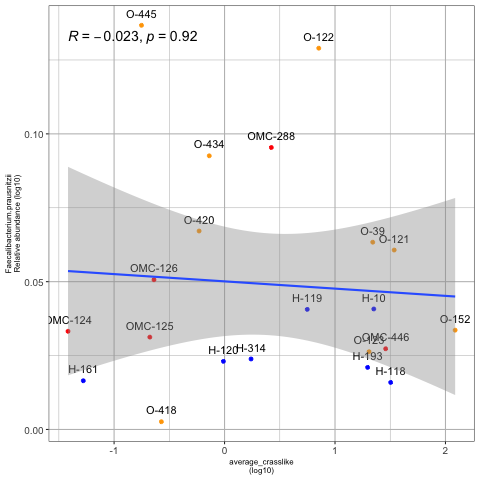 O-445
R = −0.023, p = 0.92
O-122
0.10
OMC-288
O-434
O-420
O-39
O-121
OMC-126
0.05
H-119
H-10
OMC-124
O-152
OMC-125
OMC-446
O-123
H-120
H-314
H-193
H-161
H-118
O-418
0.00
-1
0
1
2
Faecalibacterium.prausnitzii
Relative abundance (log10)
average_crasslike
(log10)